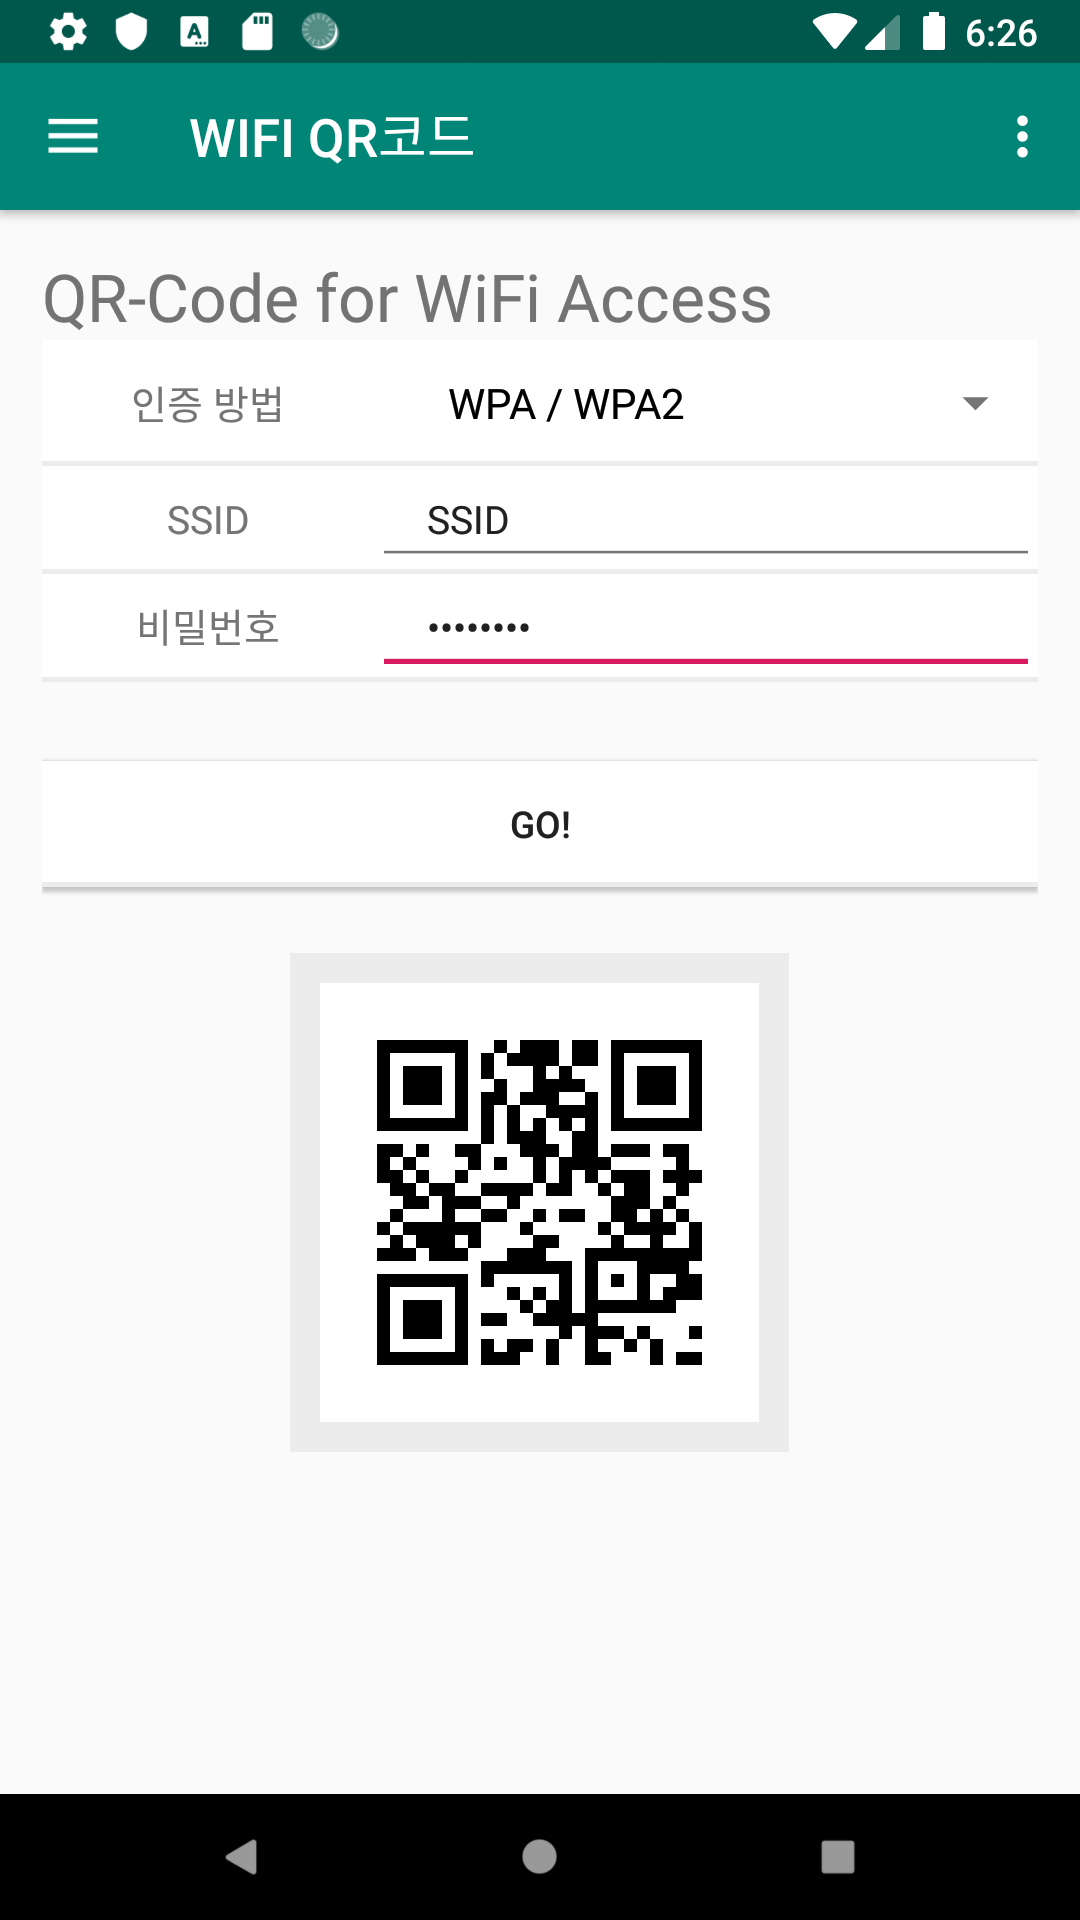 6:26
WIFI QR코드
QR-Code for WiFi Access
인증 방법 WPA / WPA2
SSID SSID
비밀번호 ••••••••
GO!